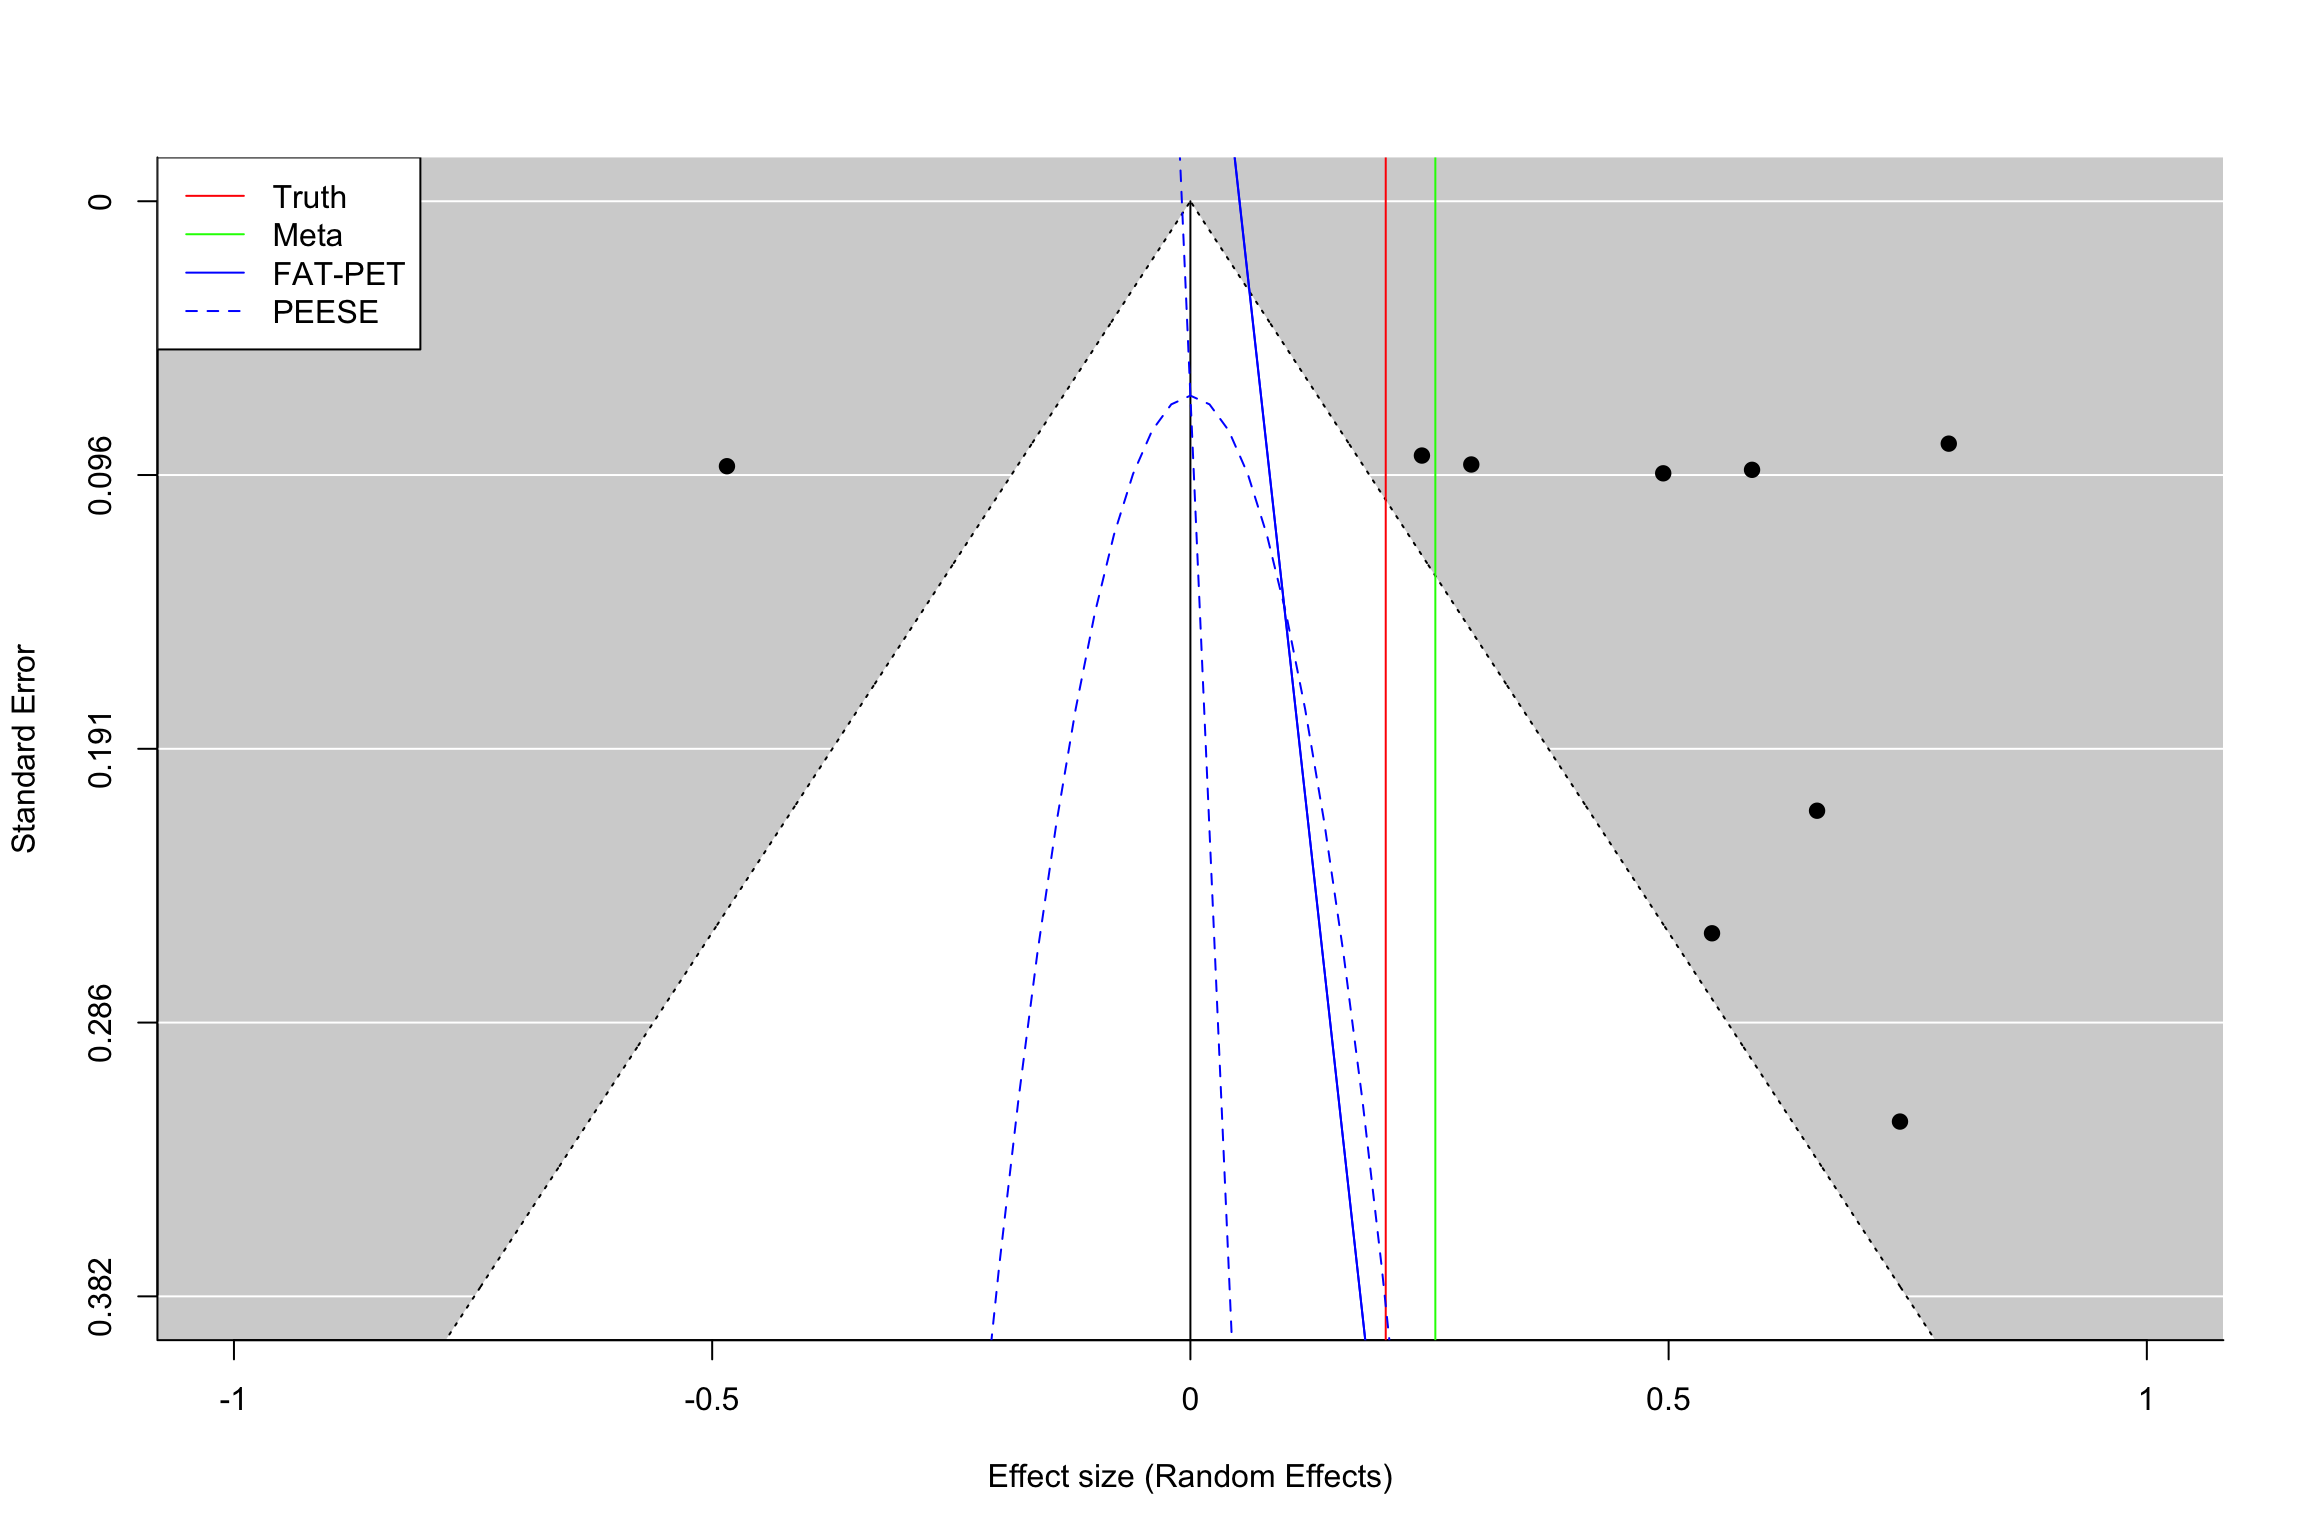 Truth
Meta
FAT-PET
PEESE
Standard Error
0
0.096
0.191
0.286
0.382
-1
-0.5
0
0.5
1
Effect size (Random Effects)